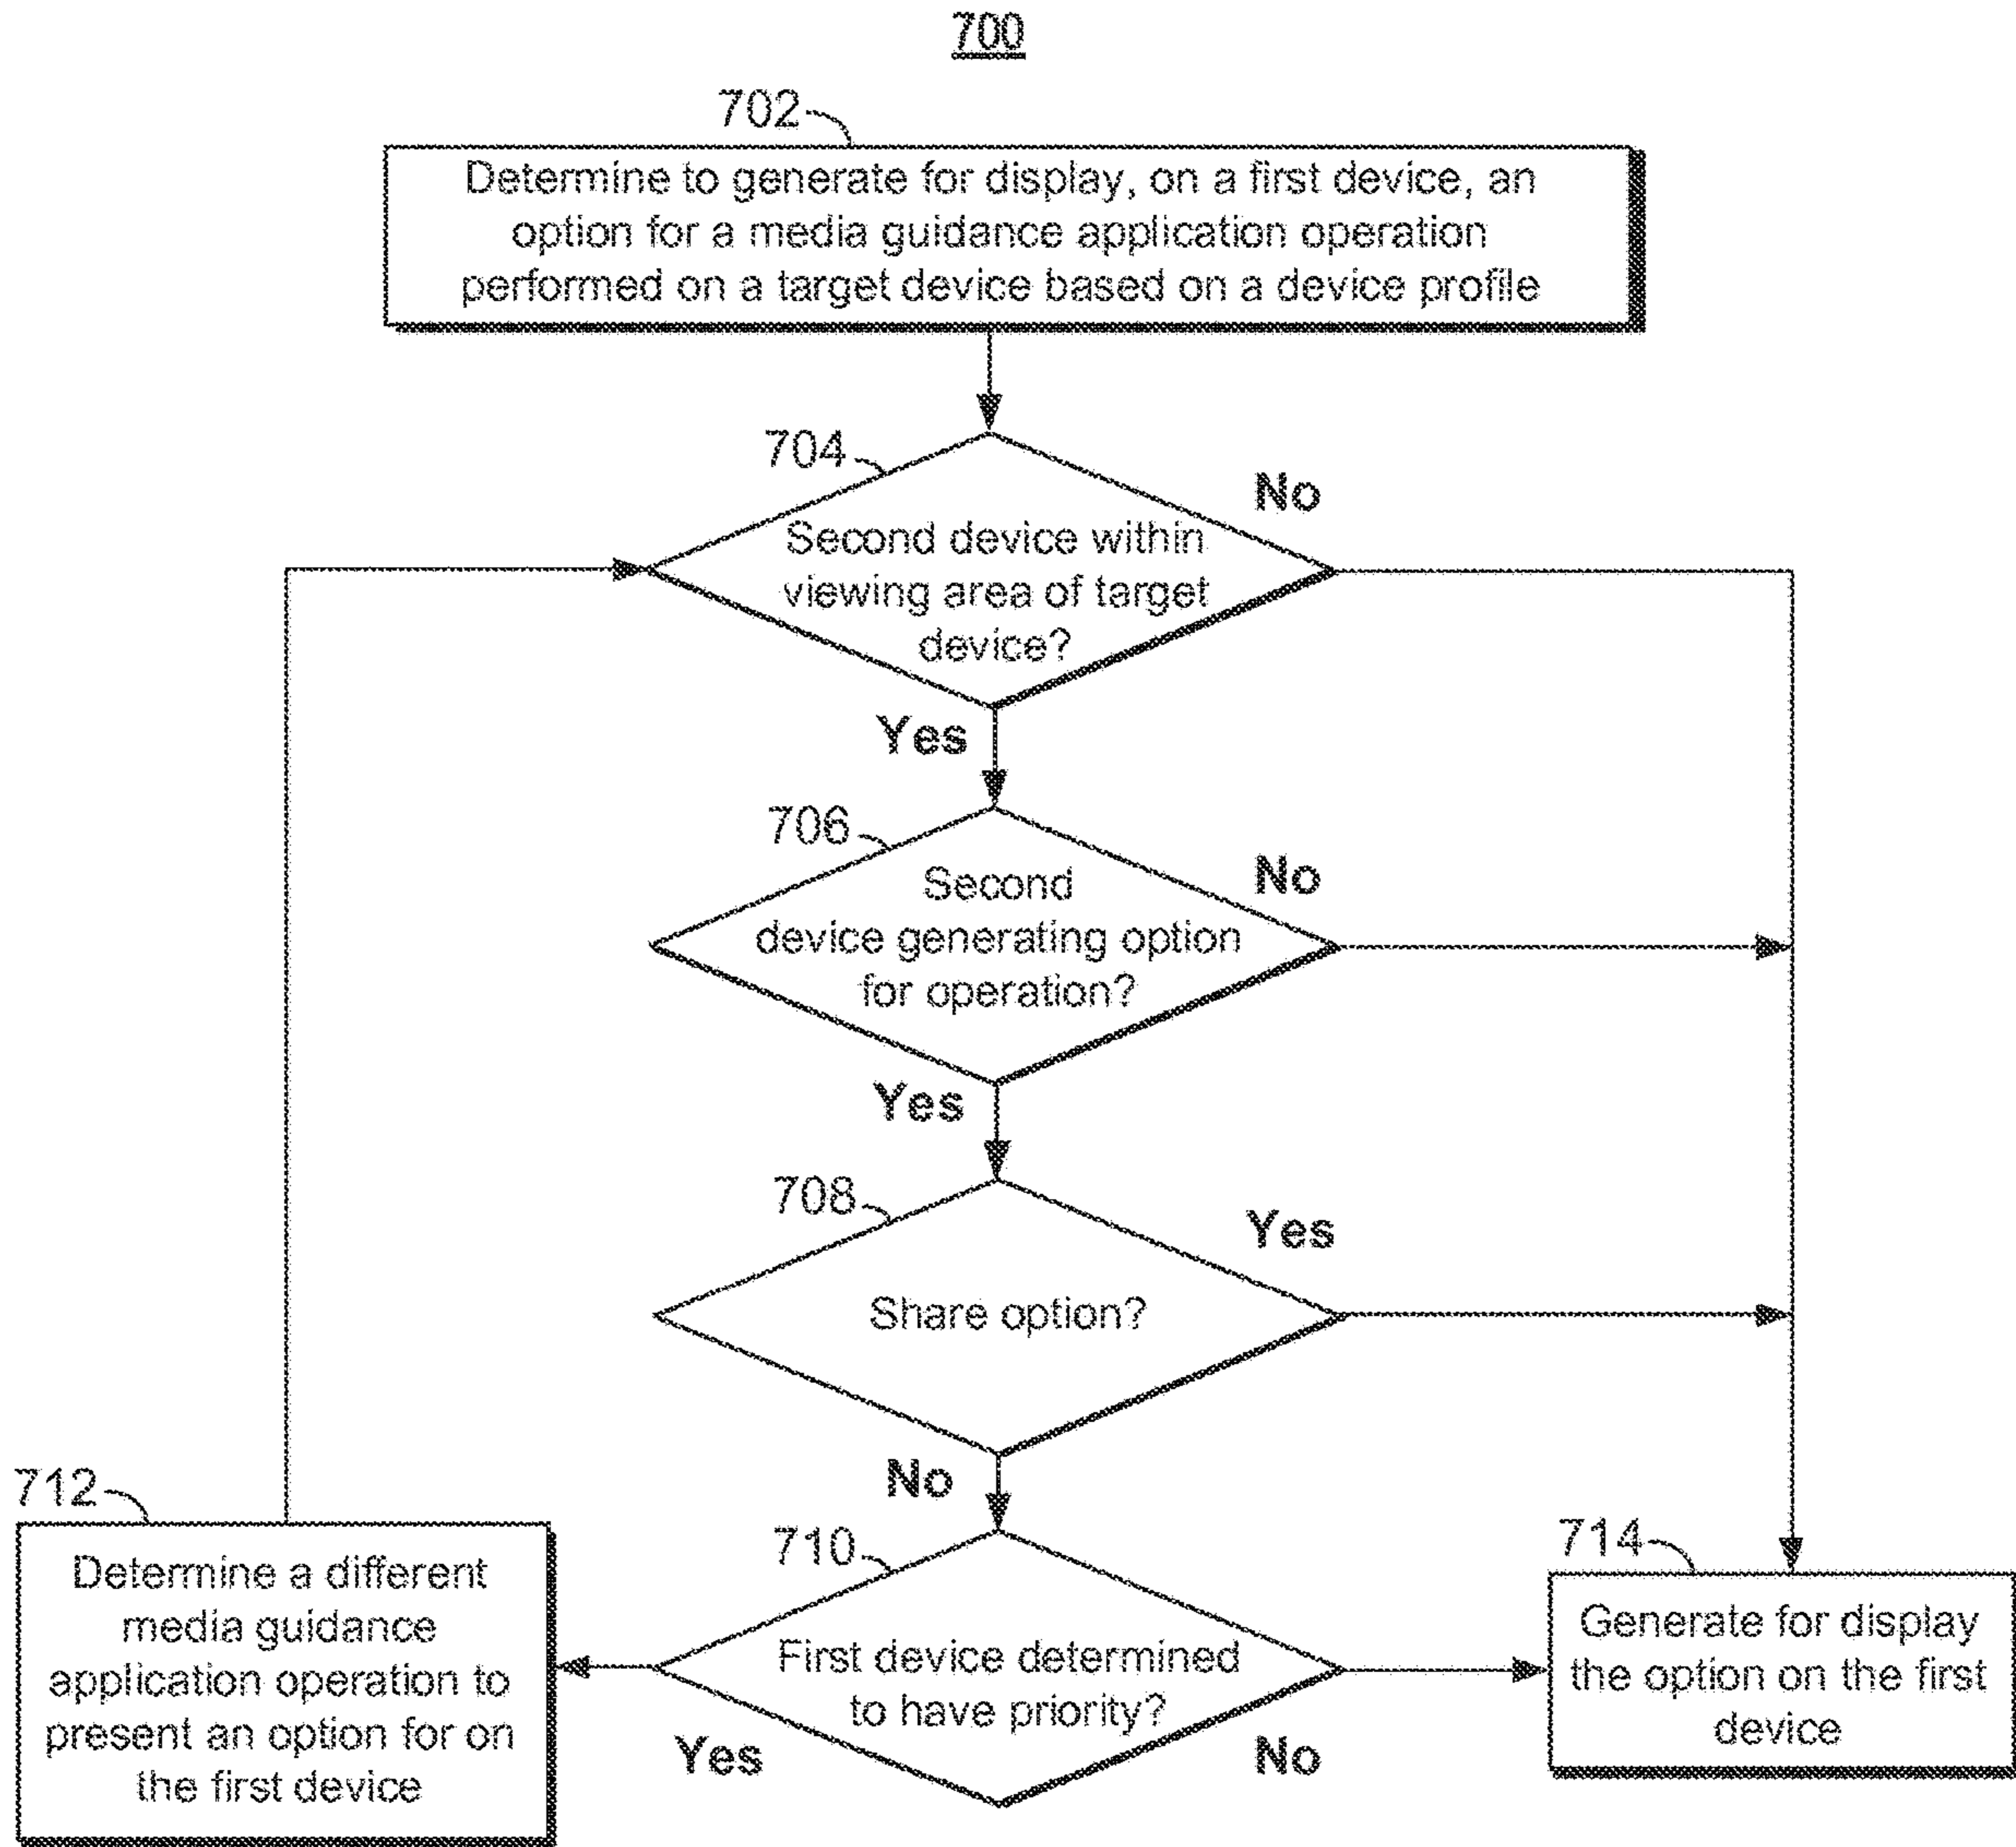 700
702
Determine to generate for display, on a first device, an
option for a media guidance application operation
performed on a target device based on a device profile
704
No
Second device within
viewing area of target
device?
Yes
706
No
Second
device generating option
for operation?
Yes
708
Yes
Share option?
No
712
Determine a different
media guidance
application operation to
present an option for on
the first device
710
First device determined
to have priority?
Yes
No
714
Generate for display
the option on the first
device